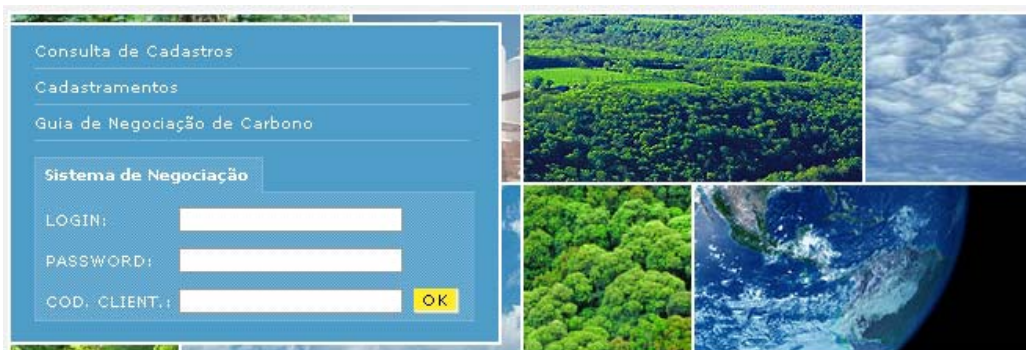 Consulta de Cadastros
Cadastramentos
Guia de Negociação de Carbono
Sistema de Negociação
LOGIN:
PASSWORD:
COD. CLIENT.:
OK